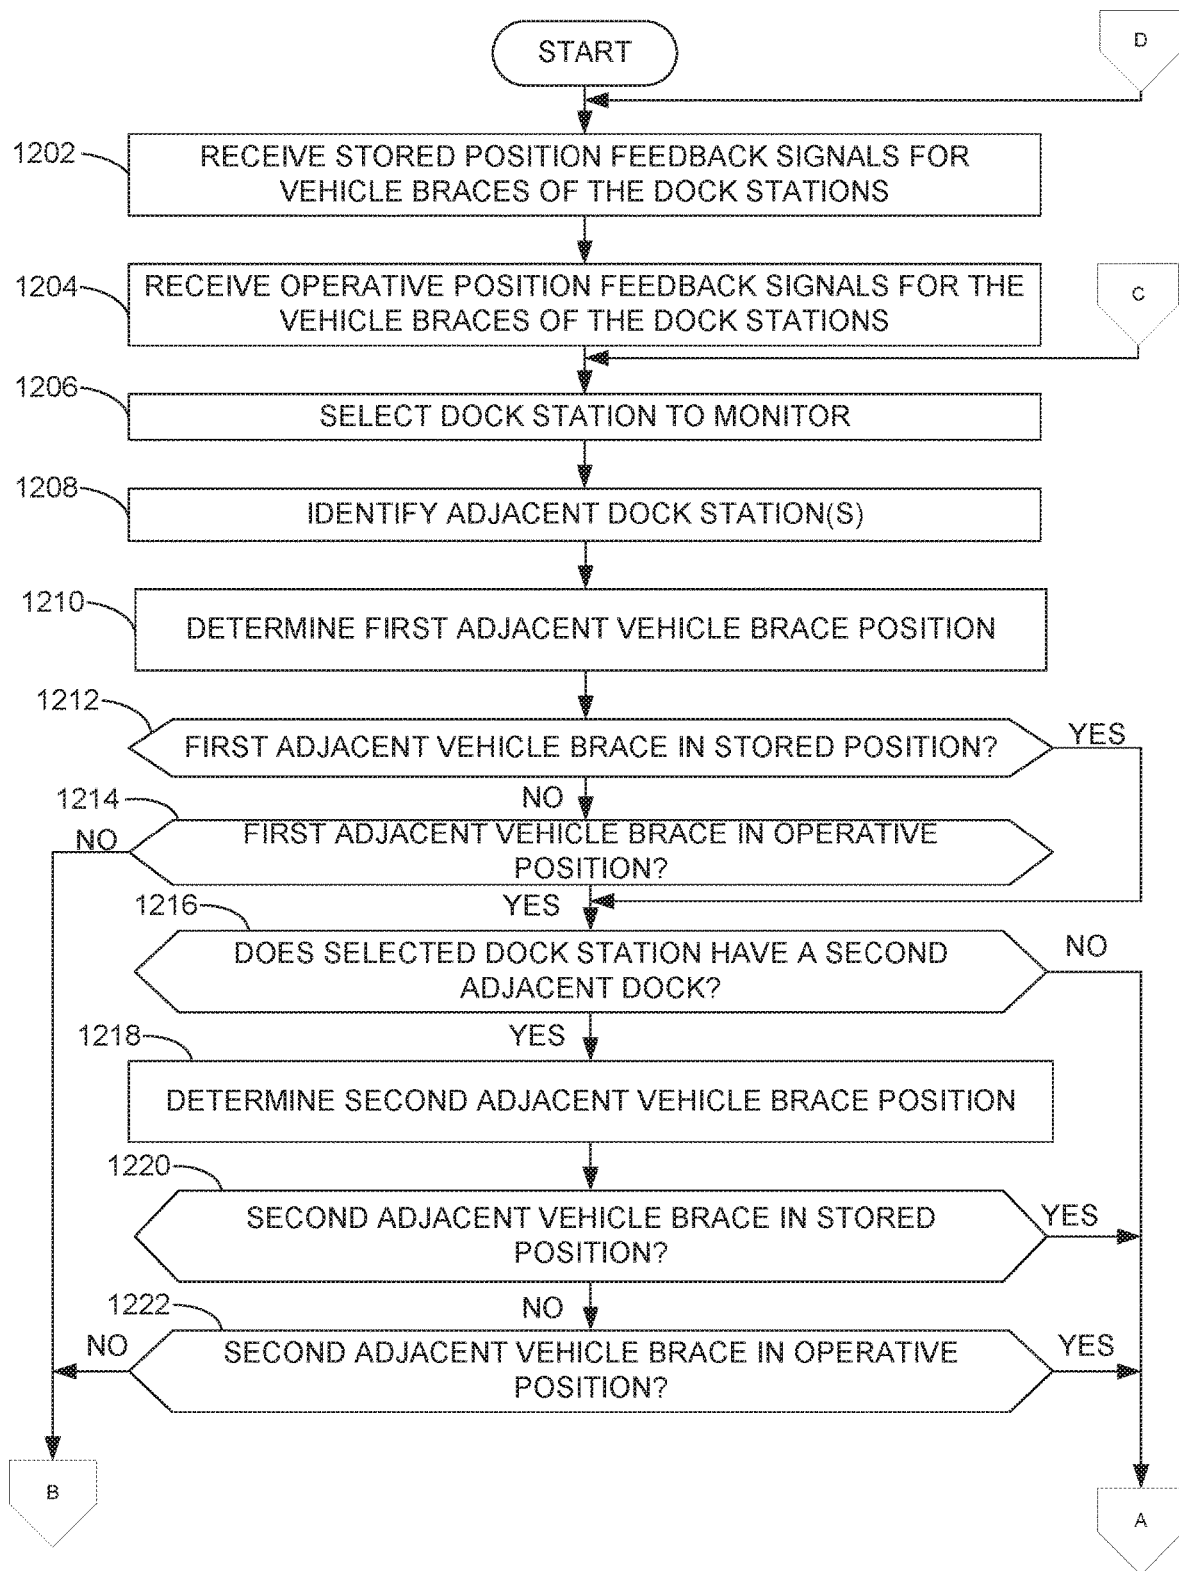 START
D
1202
RECEIVE STORED POSITION FEEDBACK SIGNALS FOR
VEHICLE BRACES OF THE DOCK STATIONS
1204
RECEIVE OPERATIVE POSITION FEEDBACK SIGNALS FOR THE
VEHICLE BRACES OF THE DOCK STATIONS
C
1206
SELECT DOCK STATION TO MONITOR
1208
IDENTIFY ADJACENT DOCK STATION(S)
1210
DETERMINE FIRST ADJACENT VEHICLE BRACE POSITION
1212
FIRST ADJACENT VEHICLE BRACE IN STORED POSITION?
YES
NO
1214
NO
FIRST ADJACENT VEHICLE BRACE IN OPERATIVE
POSITION?
YES
1216
DOES SELECTED DOCK STATION HAVE A SECOND
ADJACENT DOCK?
NO
YES
1218
DETERMINE SECOND ADJACENT VEHICLE BRACE POSITION
1220
SECOND ADJACENT VEHICLE BRACE IN STORED
POSITION?
YES
NO
1222
NO
SECOND ADJACENT VEHICLE BRACE IN OPERATIVE
POSITION?
YES
B
A